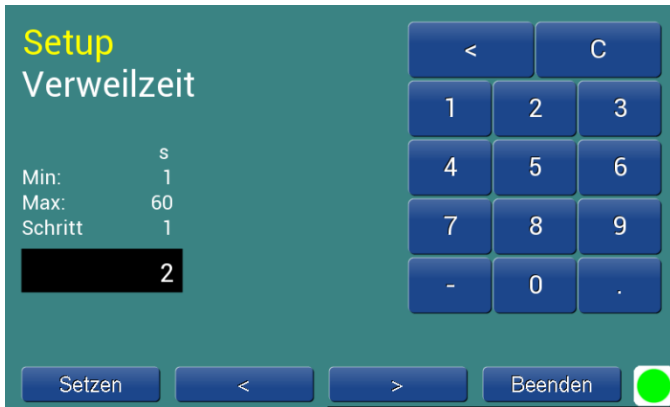 Setup
Verweilzeit
s
Min: 1
Max: 60
Schritt 1
2
< C
1 2 3
4 5 6
7 8 9
- 0 .
Setzen < > Beenden